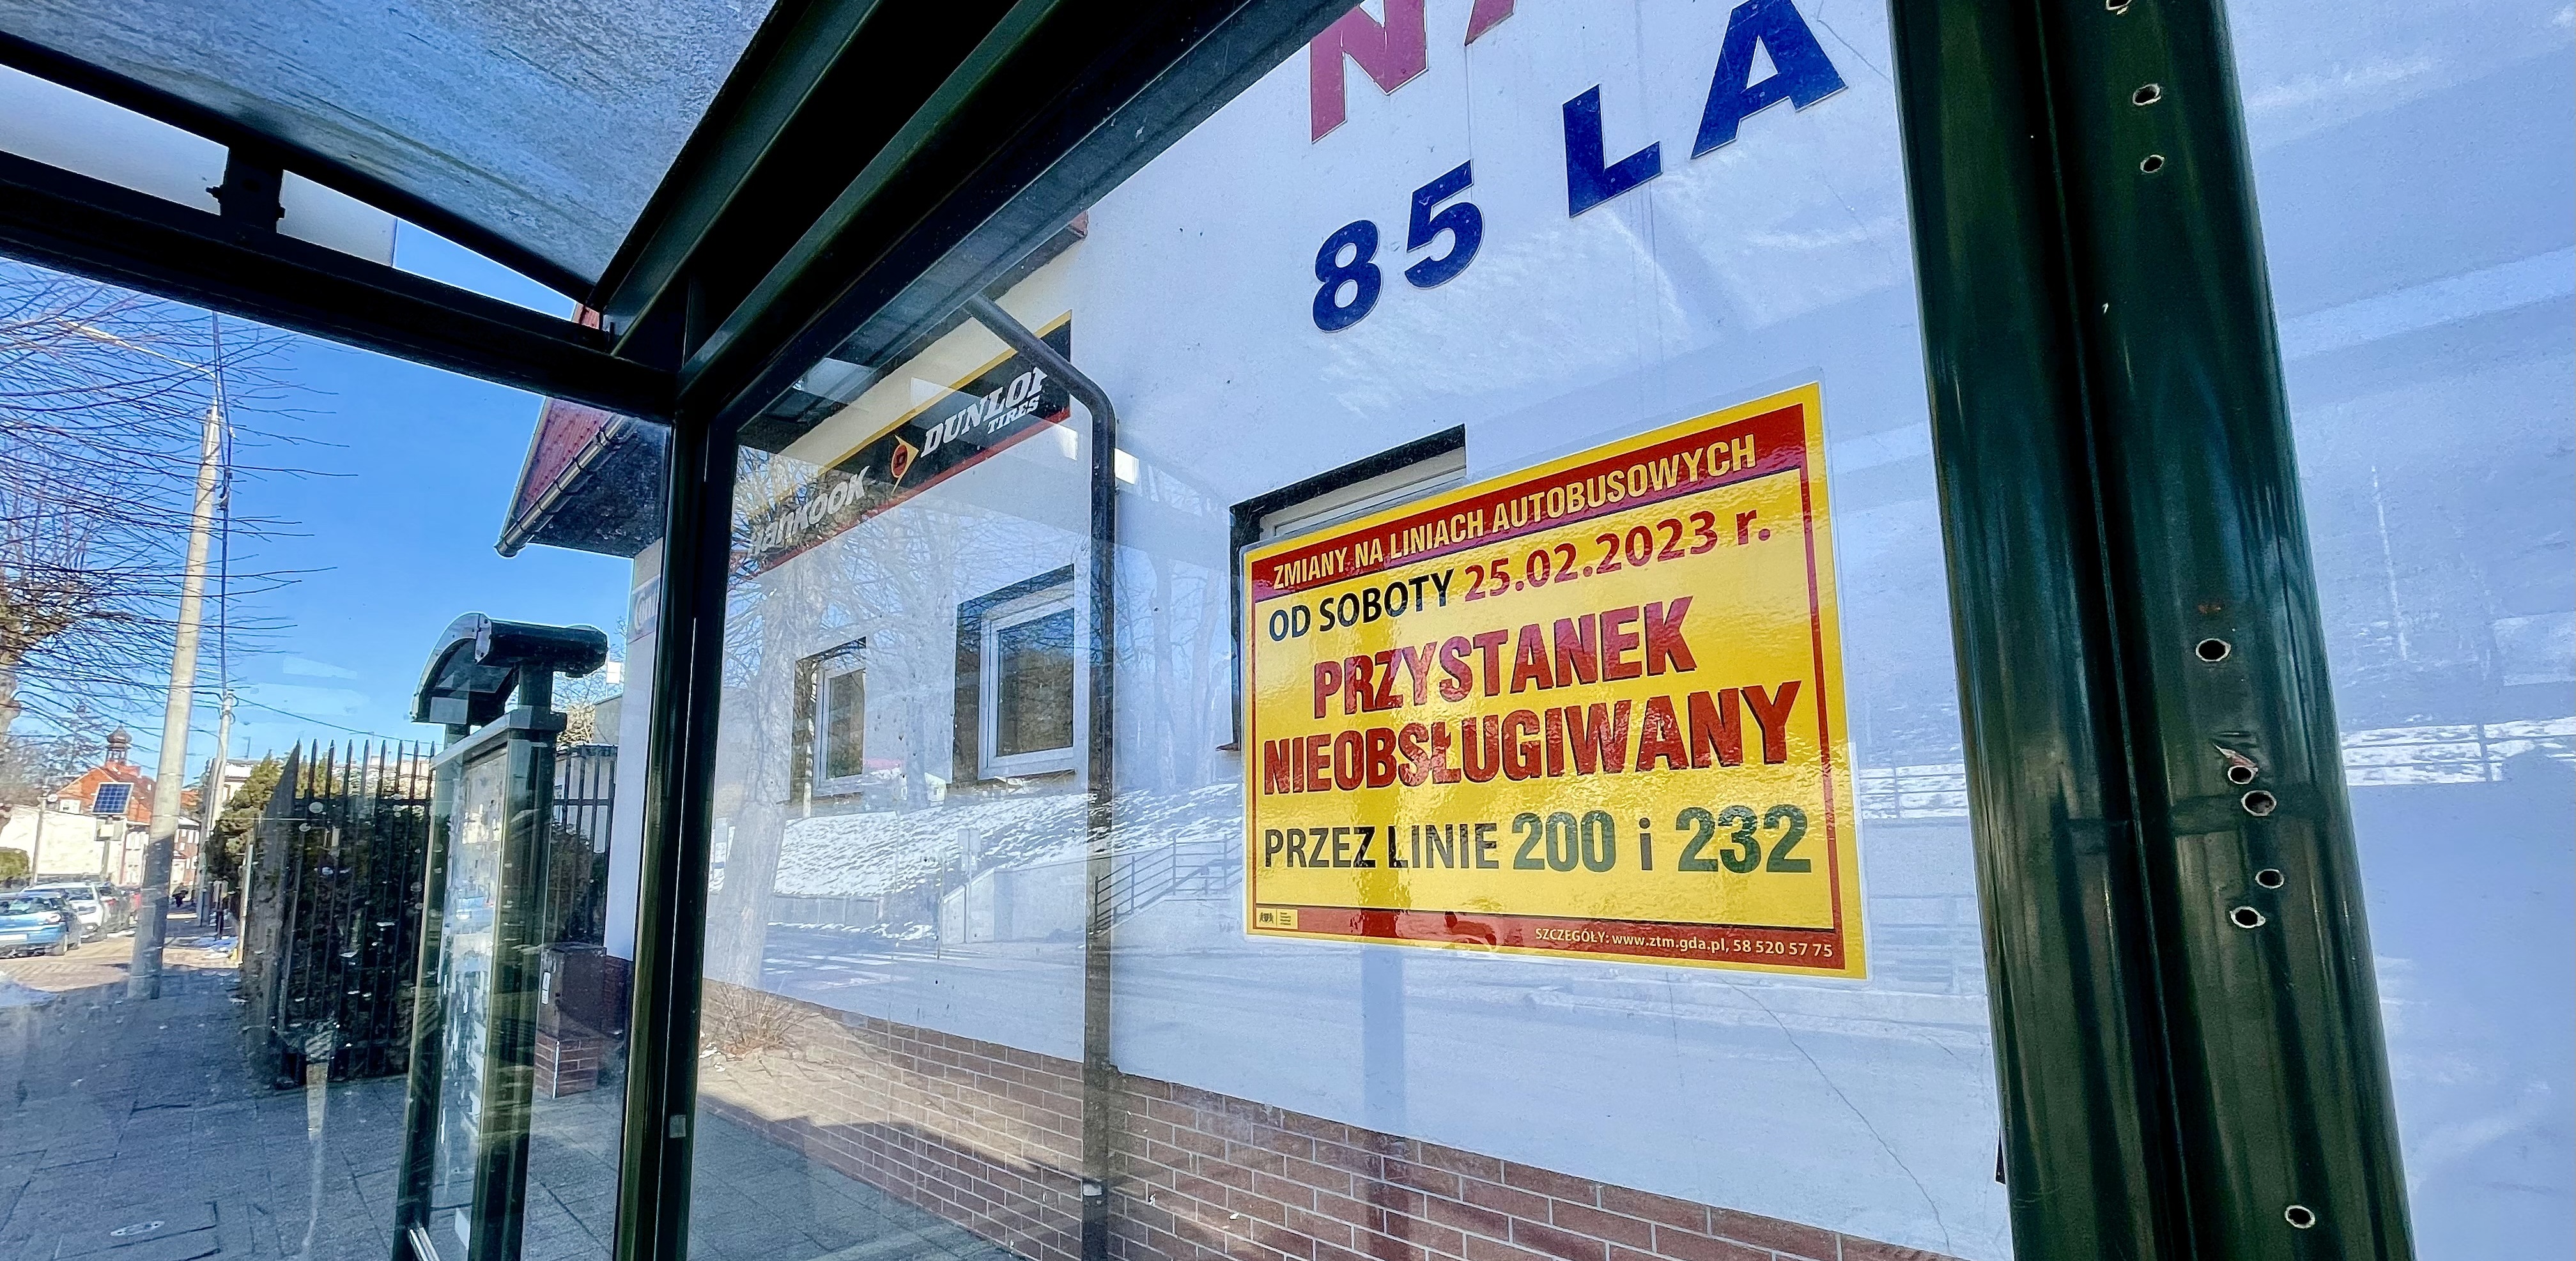 85 LA
hankook DUNLOP
TIRES
ZMIANY NA LINIACH AUTOBUSOWYCH
OD SOBOTY 25.02.2023 r.
PRZYSTANEK
NIEOBSŁUGIWANY
PRZEZ LINIE 200 i 232
SZCZEGÓŁY: www.ztm.gda.pl, 58 520 57 75